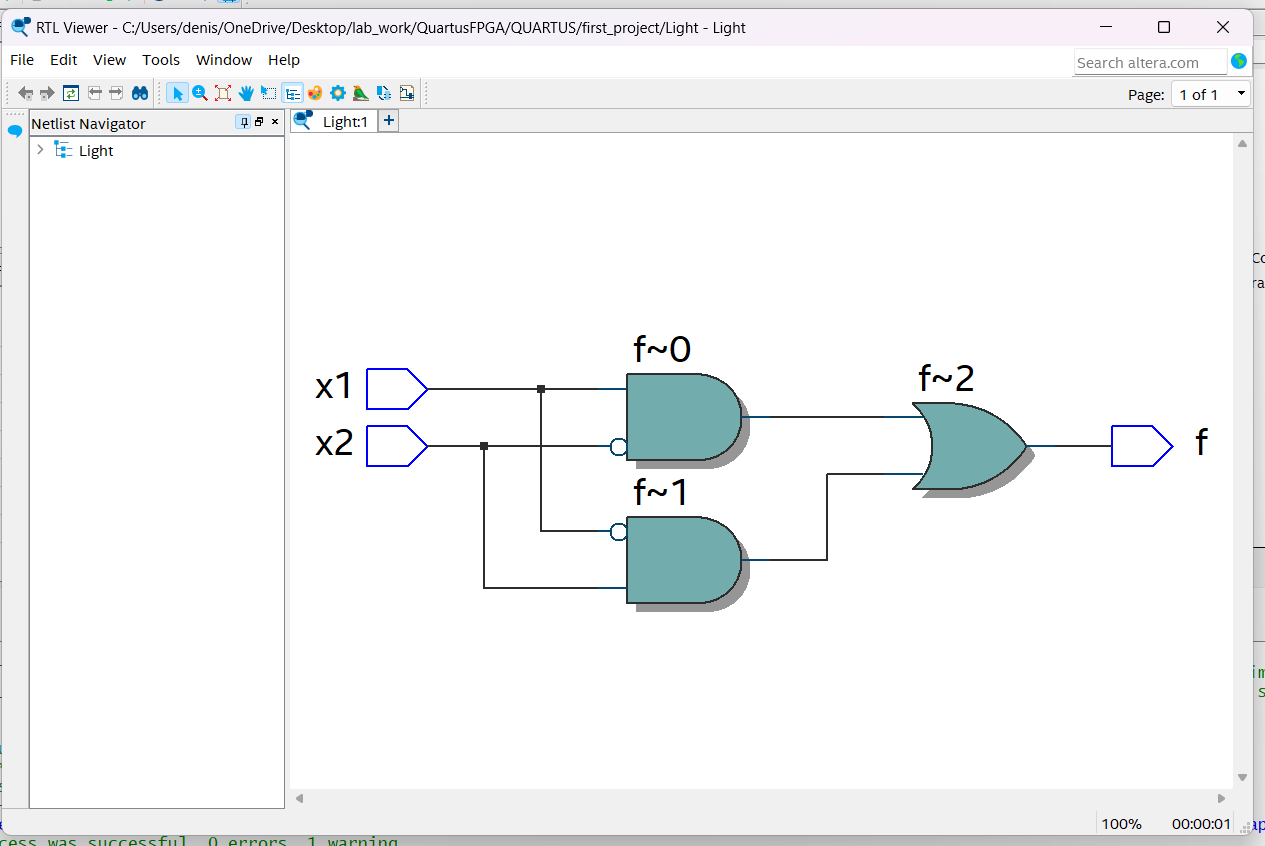 RTL Viewer - C:/Users/denis/OneDrive/Desktop/lab_work/QuartusFPGA/QUARTUS/first_project/Light - Light
File Edit View Tools Window Help
Search altera.com
Page: 1 of 1
Netlist Navigator
Light:1
Light
Co
ra
f~0
x1
f~2
x2
f
f~1
im
s
100% 00:00:01
ap
cess was successful. 0 errors, 1 warning